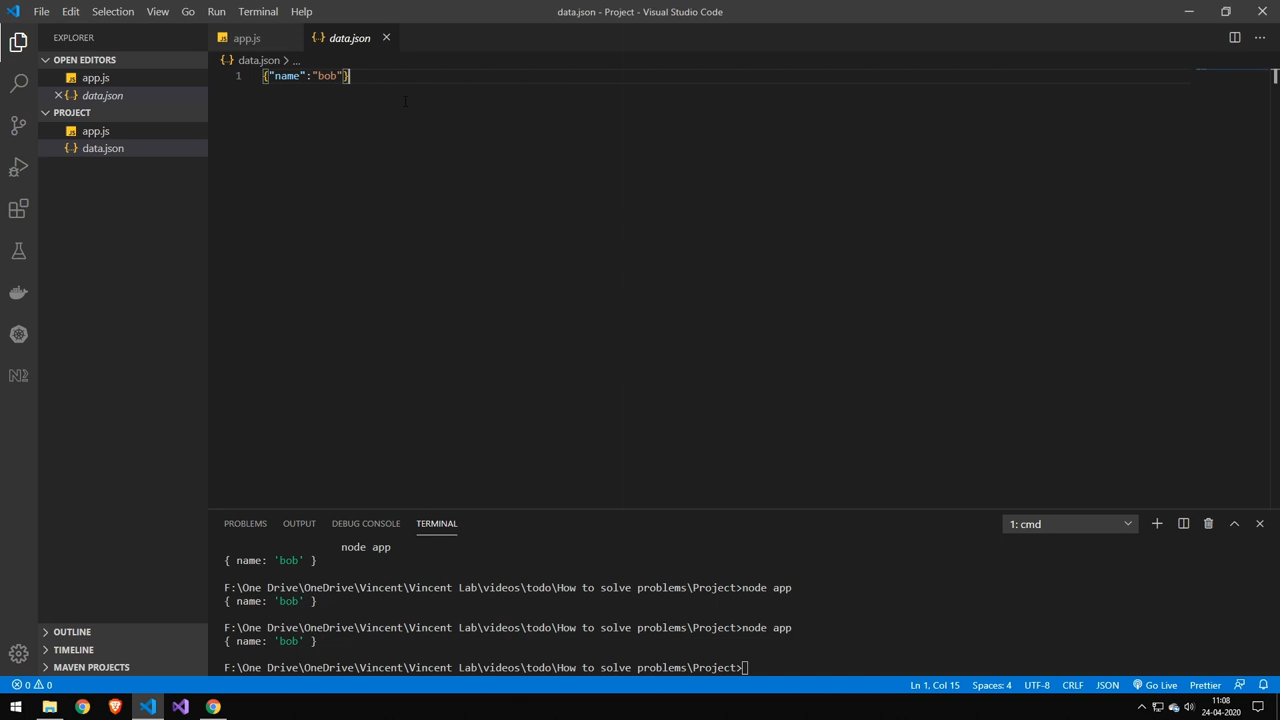 File Edit Selection View Go Run Terminal Help
data.json - Project - Visual Studio Code
EXPLORER
OPEN EDITORS
app.js
data.json
PROJECT
app.js
data.json
OUTLINE
TIMELINE
MAVEN PROJECTS
app.js
data.json
data.json > ...
1 {"name":"bob"}
PROBLEMS OUTPUT DEBUG CONSOLE TERMINAL
1: cmd
node app
{ name: 'bob' }
F:\One Drive\OneDrive\Vincent\Vincent Lab\videos\todo\How to solve problems\Project>node app
{ name: 'bob' }
F:\One Drive\OneDrive\Vincent\Vincent Lab\videos\todo\How to solve problems\Project>node app
{ name: 'bob' }
F:\One Drive\OneDrive\Vincent\Vincent Lab\videos\todo\How to solve problems\Project>
0 0
Ln 1, Col 15 Spaces: 4 UTF-8 CRLF JSON Go Live Prettier
11:08
24-04-2020